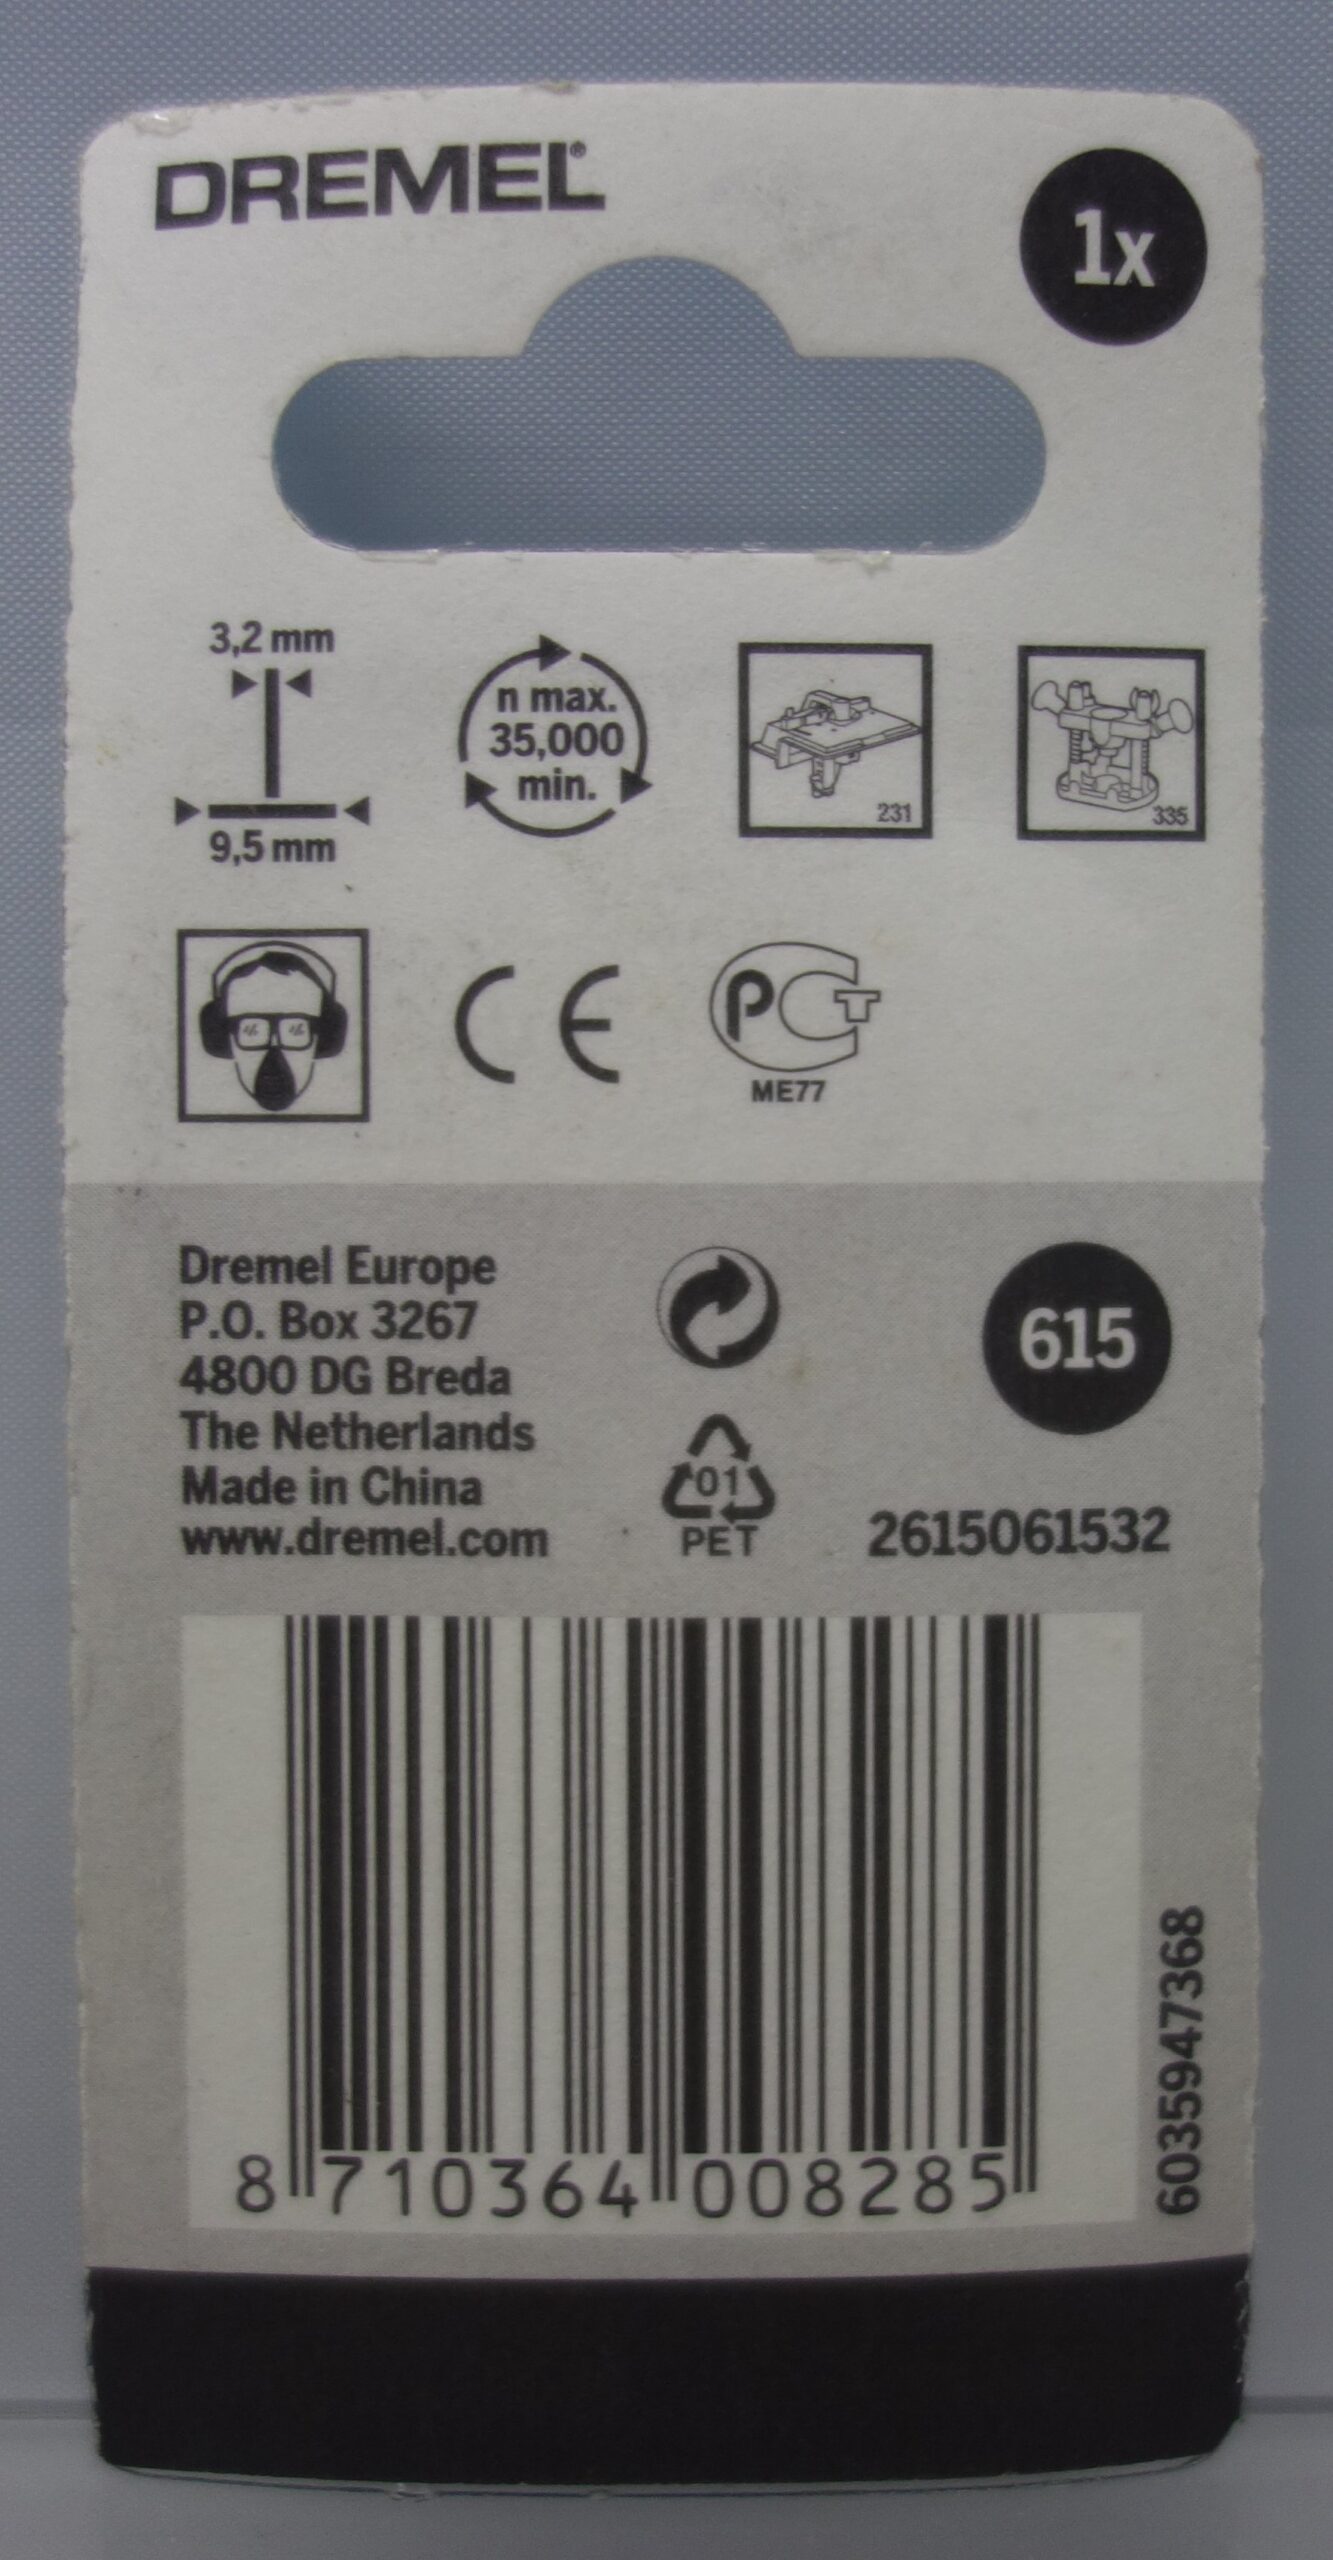 DREMEL®
1x
3,2 mm
9,5 mm
n max.
35,000
min.
231
335
CE
PCT
ME77
Dremel Europe
P.O. Box 3267
4800 DG Breda
The Netherlands
Made in China
www.dremel.com
01
PET
615
2615061532
8 710364 008285
6035947368